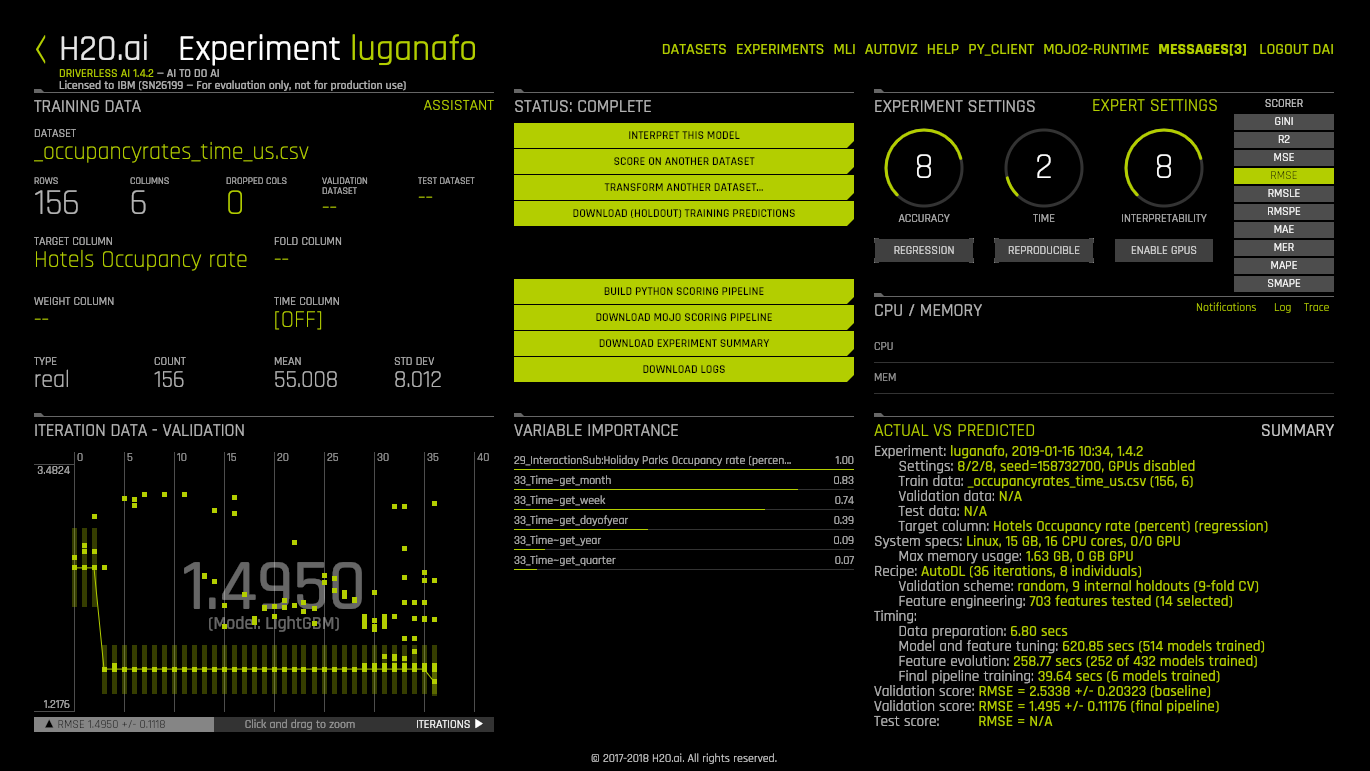 H2O.ai Experiment luganafo
DATASETS EXPERIMENTS MLI AUTOVIZ HELP PY_CLIENT MOJO2-RUNTIME MESSAGES[3] LOGOUT DAI
DRIVERLESS AI 1.4.2 – AI TO DO AI
Licensed to IBM (SN26199 – For evaluation only, not for production use)
TRAINING DATA ASSISTANT
DATASET
_occupancyrates_time_us.csv
ROWS COLUMNS DROPPED COLS VALIDATION DATASET TEST DATASET
156 6 0 -- --
TARGET COLUMN FOLD COLUMN
Hotels Occupancy rate --
WEIGHT COLUMN TIME COLUMN
-- [OFF]
TYPE COUNT MEAN STD DEV
real 156 55.008 8.012
STATUS: COMPLETE
INTERPRET THIS MODEL
SCORE ON ANOTHER DATASET
TRANSFORM ANOTHER DATASET...
DOWNLOAD (HOLDOUT) TRAINING PREDICTIONS
BUILD PYTHON SCORING PIPELINE
DOWNLOAD MOJO SCORING PIPELINE
DOWNLOAD EXPERIMENT SUMMARY
DOWNLOAD LOGS
EXPERIMENT SETTINGS EXPERT SETTINGS
8 2 8
ACCURACY TIME INTERPRETABILITY
REGRESSION REPRODUCIBLE ENABLE GPUS
SCORER
GINI
R2
MSE
RMSE
RMSLE
RMSPE
MAE
MER
MAPE
SMAPE
CPU / MEMORY Notifications Log Trace
CPU
MEM
ITERATION DATA - VALIDATION
0 5 10 15 20 25 30 35 40
3.4824
1.4950
(Model: LightGBM)
1.2176
▲ RMSE 1.4950 +/- 0.1118 Click and drag to zoom ITERATIONS ▶
VARIABLE IMPORTANCE
29_InteractionSub:Holiday Parks Occupancy rate (percen... 1.00
33_Time~get_month 0.83
33_Time~get_week 0.74
33_Time~get_dayofyear 0.39
33_Time~get_year 0.09
33_Time~get_quarter 0.07
ACTUAL VS PREDICTED SUMMARY
Experiment: luganafo, 2019-01-16 10:34, 1.4.2
Settings: 8/2/8, seed=158732700, GPUs disabled
Train data: _occupancyrates_time_us.csv (156, 6)
Validation data: N/A
Test data: N/A
Target column: Hotels Occupancy rate (percent) (regression)
System specs: Linux, 15 GB, 16 CPU cores, 0/0 GPU
Max memory usage: 1.63 GB, 0 GB GPU
Recipe: AutoDL (36 iterations, 8 individuals)
Validation scheme: random, 9 internal holdouts (9-fold CV)
Feature engineering: 703 features tested (14 selected)
Timing:
Data preparation: 6.80 secs
Model and feature tuning: 620.85 secs (514 models trained)
Feature evolution: 258.77 secs (252 of 432 models trained)
Final pipeline training: 39.64 secs (6 models trained)
Validation score: RMSE = 2.5338 +/- 0.20323 (baseline)
Validation score: RMSE = 1.495 +/- 0.11176 (final pipeline)
Test score: RMSE = N/A
© 2017-2018 H2O.ai. All rights reserved.